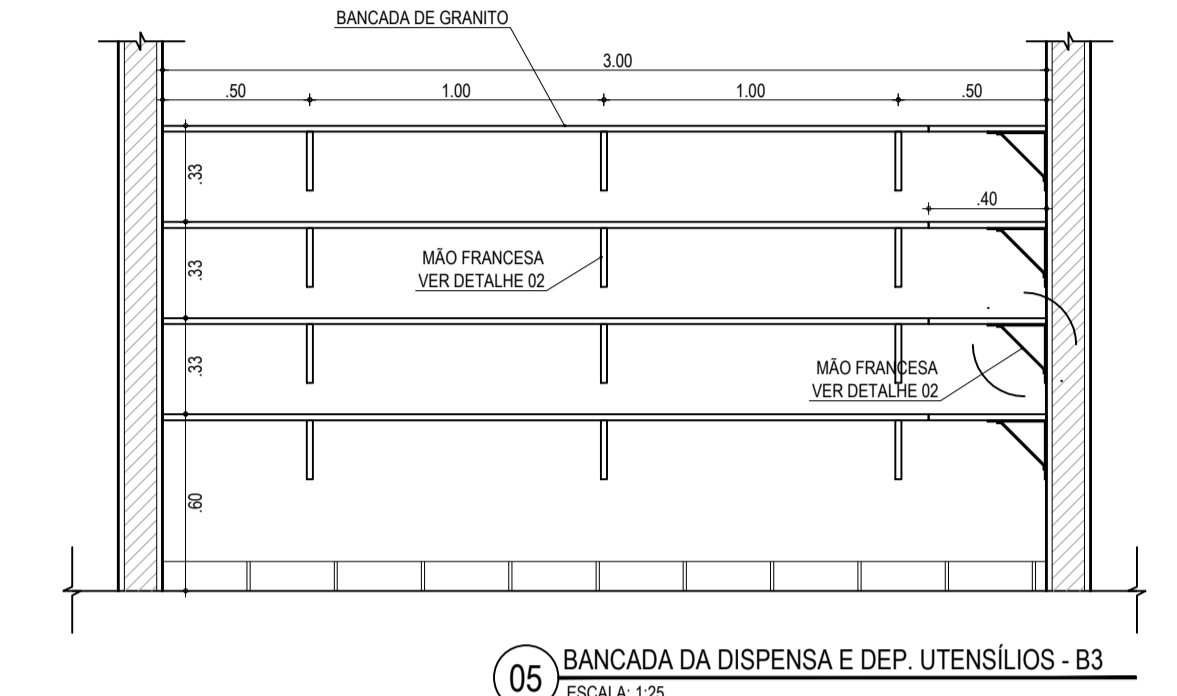 BANCADA DE GRANITO
3.00
.50
1.00
1.00
.50
.33
.40
.33
MÃO FRANCESA
VER DETALHE 02
.33
MÃO FRANCESA
VER DETALHE 02
.60
05
BANCADA DA DISPENSA E DEP. UTENSÍLIOS - B3
ESCALA: 1:25